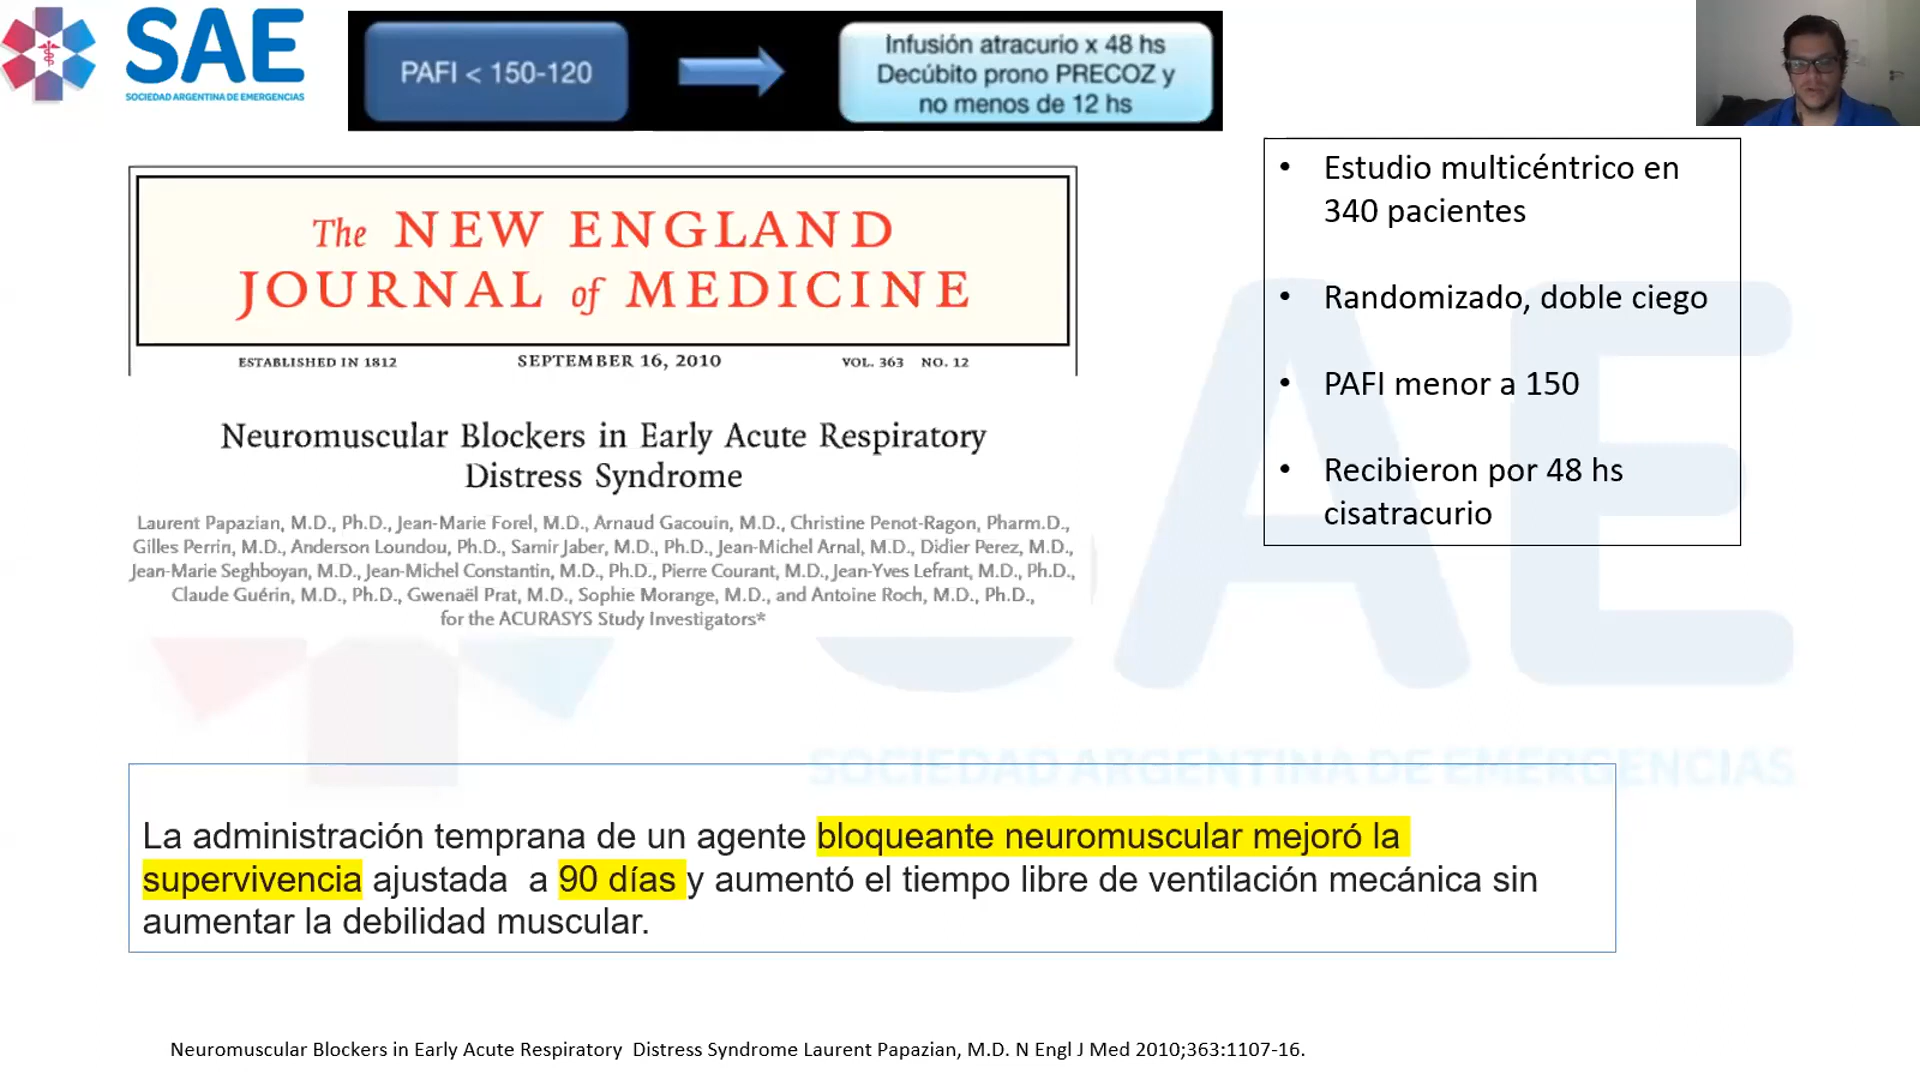 SAE
SOCIEDAD ARGENTINA DE EMERGENCIAS
PAFI < 150-120
Infusión atracurio x 48 hs
Decúbito prono PRECOZ y
no menos de 12 hs
The NEW ENGLAND
JOURNAL of MEDICINE
ESTABLISHED IN 1812 SEPTEMBER 16, 2010 VOL. 363 NO. 12
Neuromuscular Blockers in Early Acute Respiratory
Distress Syndrome
Laurent Papazian, M.D., Ph.D., Jean-Marie Forel, M.D., Arnaud Gacouin, M.D., Christine Penot-Ragon, Pharm.D.,
Gilles Perrin, M.D., Anderson Loundou, Ph.D., Samir Jaber, M.D., Ph.D., Jean-Michel Arnal, M.D., Didier Perez, M.D.,
Jean-Marie Seghboyan, M.D., Jean-Michel Constantin, M.D., Ph.D., Pierre Courant, M.D., Jean-Yves Lefrant, M.D., Ph.D.,
Claude Guérin, M.D., Ph.D., Gwenaël Prat, M.D., Sophie Morange, M.D., and Antoine Roch, M.D., Ph.D.,
for the ACURASYS Study Investigators*
• Estudio multicéntrico en
340 pacientes
• Randomizado, doble ciego
• PAFI menor a 150
• Recibieron por 48 hs
cisatracurio
SAE
SOCIEDAD ARGENTINA DE EMERGENCIAS
La administración temprana de un agente bloqueante neuromuscular mejoró la
supervivencia ajustada a 90 días y aumentó el tiempo libre de ventilación mecánica sin
aumentar la debilidad muscular.
Neuromuscular Blockers in Early Acute Respiratory Distress Syndrome Laurent Papazian, M.D. N Engl J Med 2010;363:1107-16.